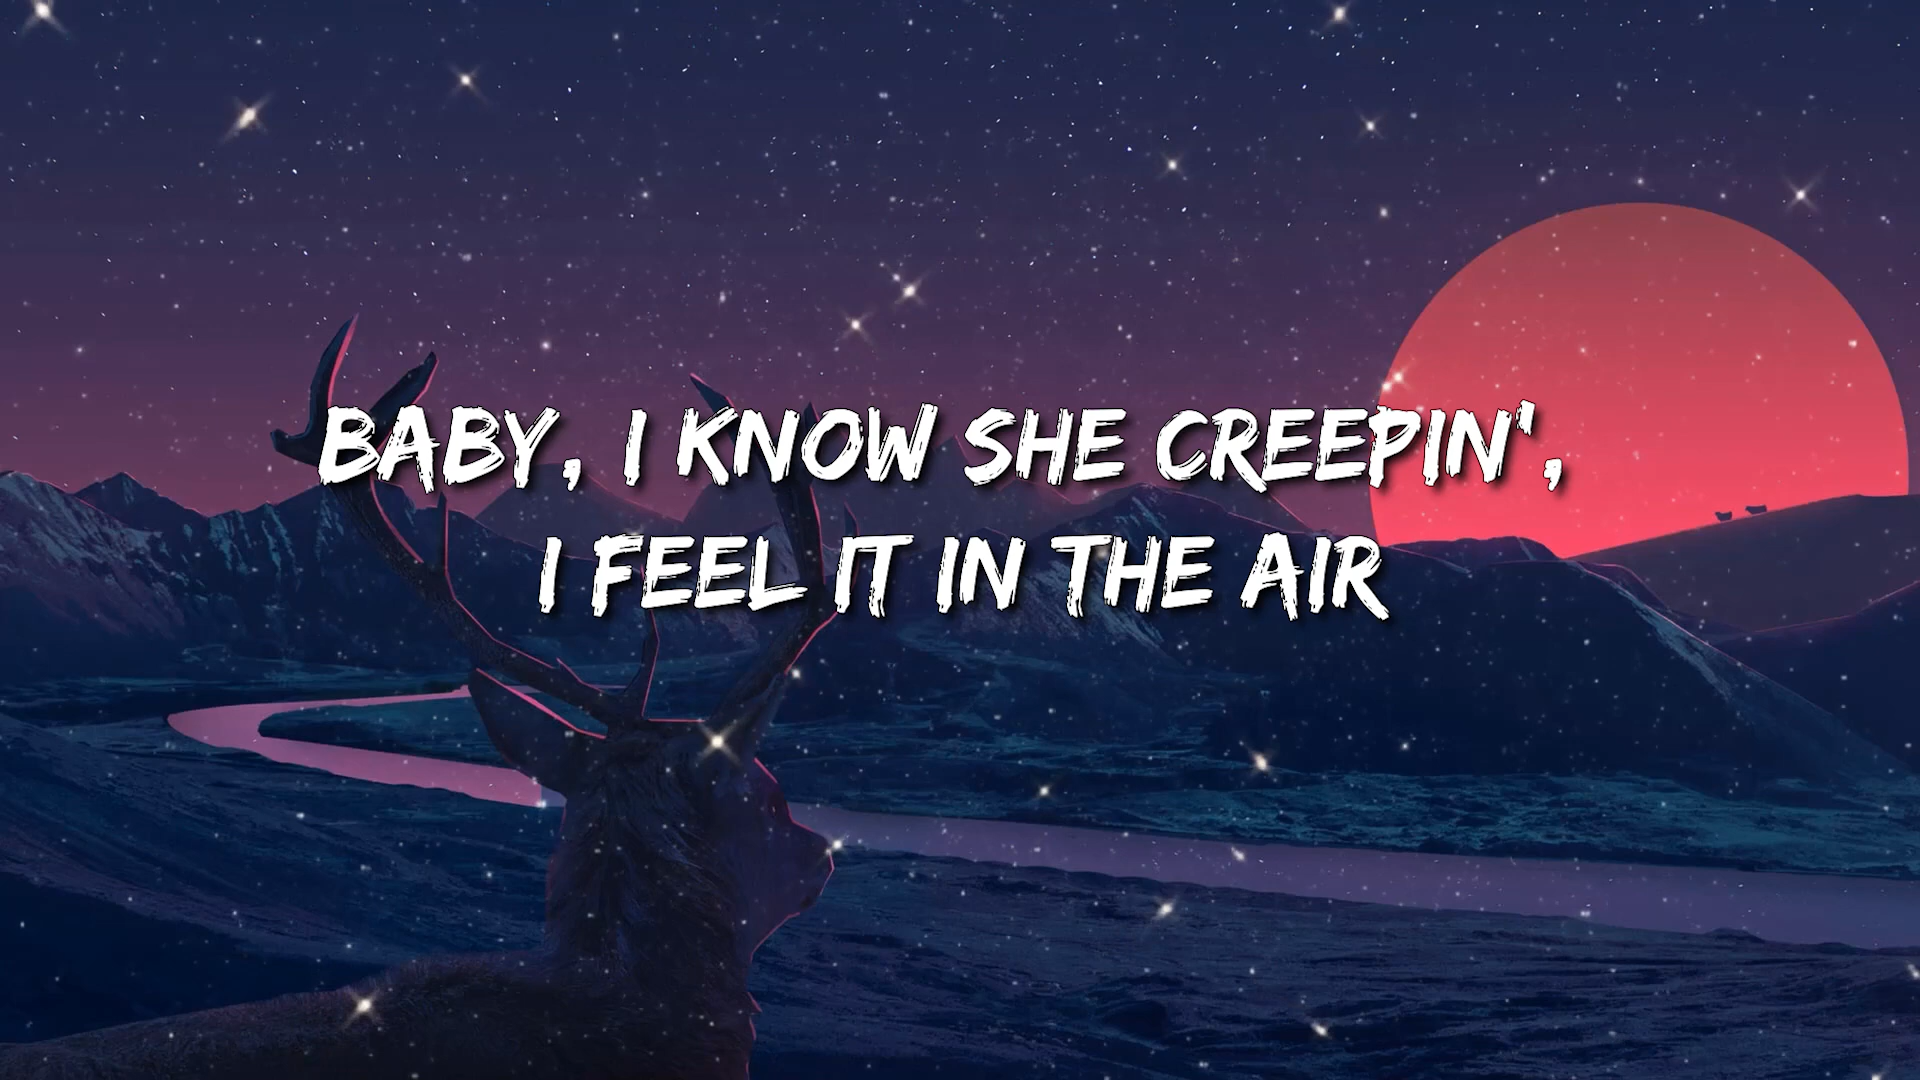 BABY, I KNOW SHE CREEPIN',
I FEEL IT IN THE AIR